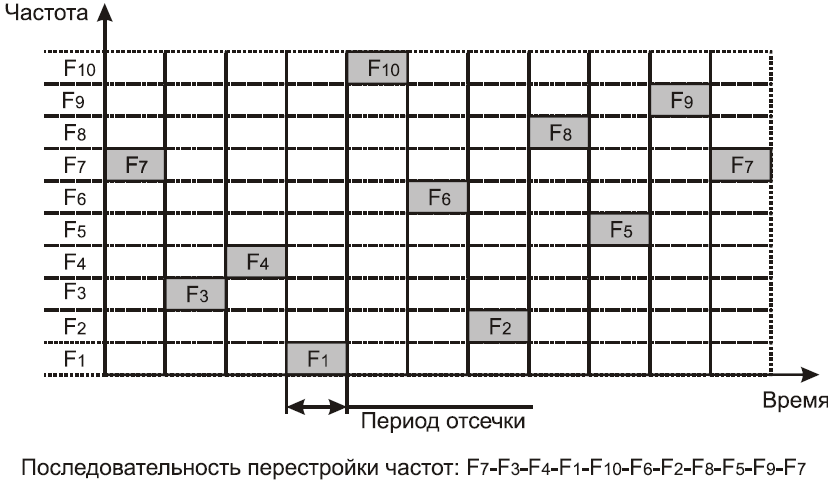 Частота
F10 F10
F9 F9
F8 F8
F7 F7 F7
F6 F6
F5 F5
F4 F4
F3 F3
F2 F2
F1 F1
Время
Период отсечки
Последовательность перестройки частот: F7-F3-F4-F1-F10-F6-F2-F8-F5-F9-F7